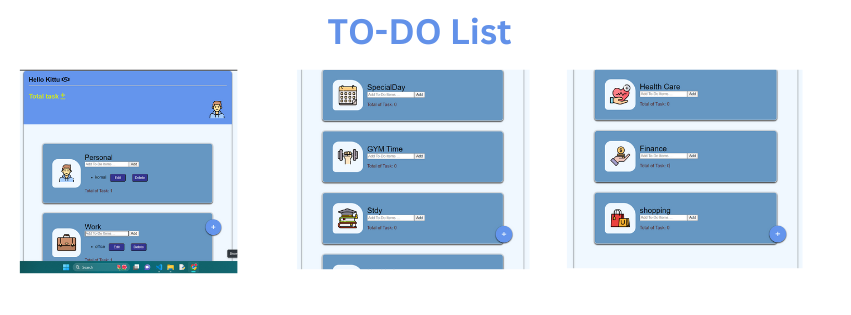 TO-DO List
Hello Kittu
Total task
Personal
Add To-Do Items.. Add
Edit Delete
Total of Task: 1
Work
Add To-Do Items.. Add
office Edit Delete
Total of Task: 1
Search
SpecialDay
Add To-Do Items.. Add
Total of Task: 0
GYM Time
Add To-Do Items.. Add
Total of Task: 0
Stdy
Add To-Do Items.. Add
Total of Task: 0
+
Health Care
Add To-Do Items.. Add
Total of Task: 0
Finance
Add To-Do Items.. Add
Total of Task: 0
shopping
Add To-Do Items.. Add
Total of Task: 0
+